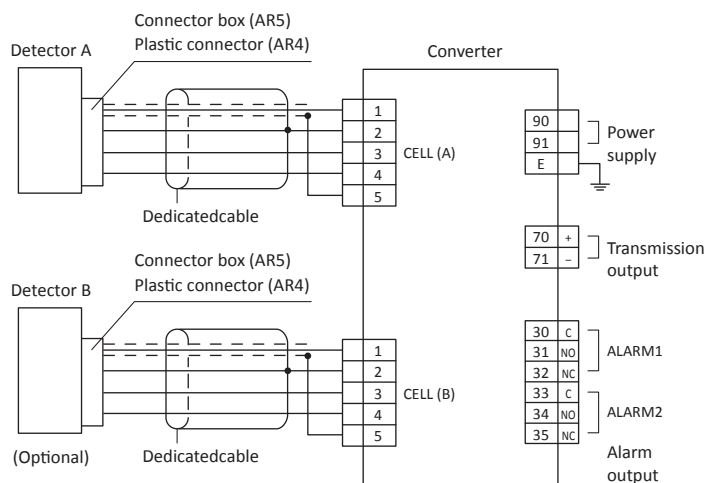 Connector box (AR5)
Plastic connector (AR4)
Detector A
Converter
1
2
3
4
5
CELL (A)
Dedicatedcable
90
91
E
Power
supply
70 +
71 –
Transmission
output
Connector box (AR5)
Plastic connector (AR4)
Detector B
1
2
3
4
5
CELL (B)
(Optional)
Dedicatedcable
30 C
31 NO
32 NC
ALARM1
33 C
34 NO
35 NC
ALARM2
Alarm
output